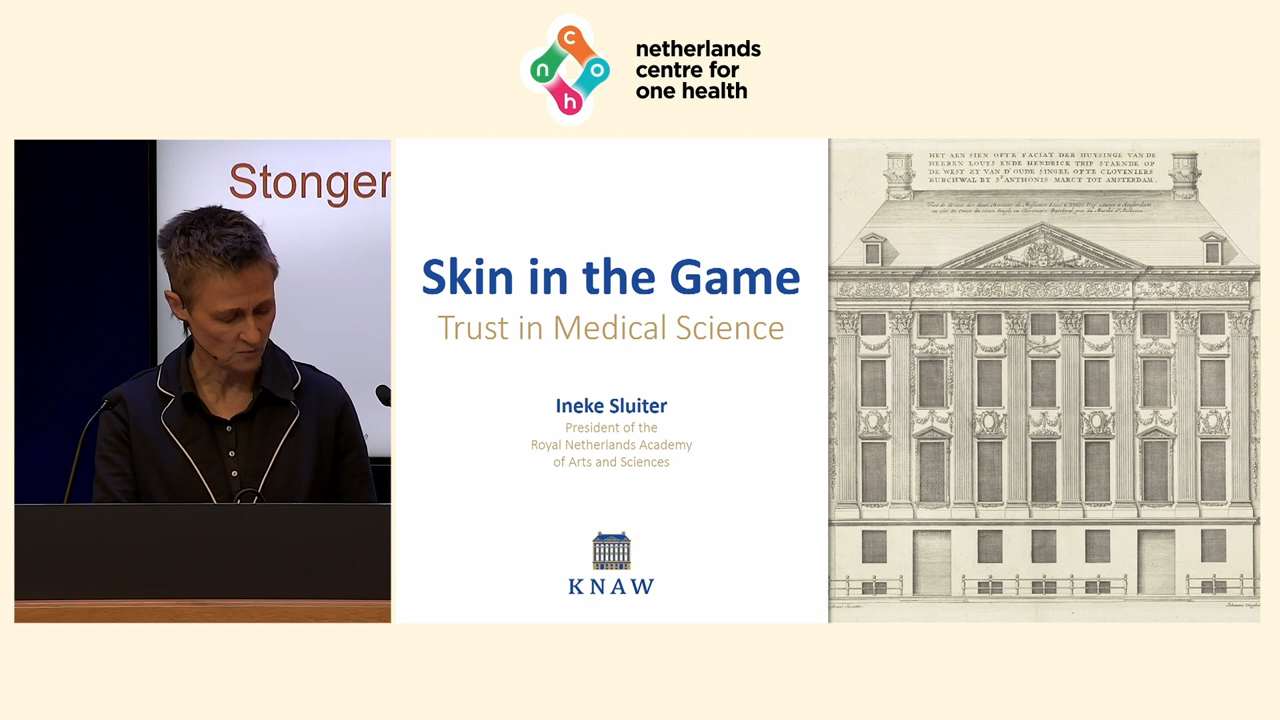 netherlands
centre for
one health
n
c
o
h
Stonger
Skin in the Game
Trust in Medical Science
Ineke Sluiter
President of the
Royal Netherlands Academy
of Arts and Sciences
KNAW
HET AEN SIEN OFTE FACIAT DER HUYSINGE VAN DE
HEEREN LOUYS ENDE HENDRICK TRIP STAENDE OP
DE WEST ZY VAN D'OUDE SINGEL OFTE CLOVENIERS
BURCHWAL BY S.T ANTHONIS MARCT TOT AMSTERDAM.